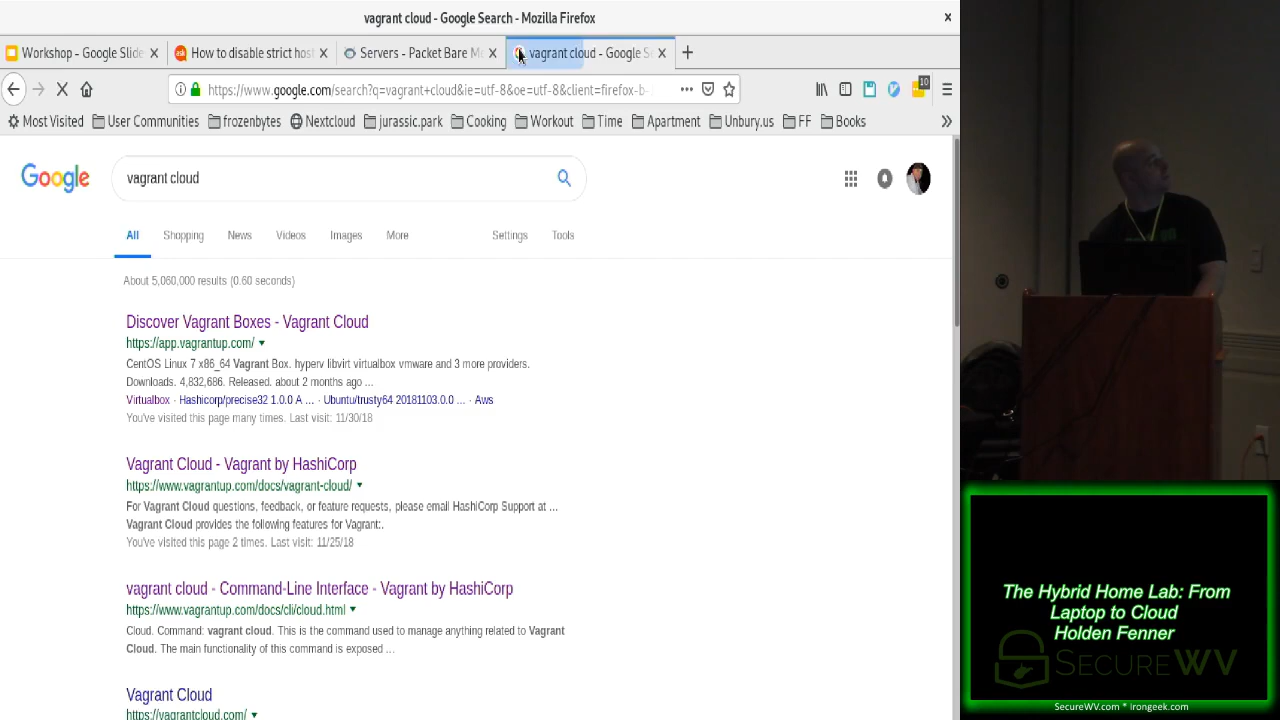 vagrant cloud - Google Search - Mozilla Firefox
Workshop - Google Slide
How to disable strict host
Servers - Packet Bare Me
vagrant cloud - Google Se
https://www.google.com/search?q=vagrant+cloud&ie=utf-8&oe=utf-8&client=firefox-b-
10
Most Visited
User Communities
frozenbytes
Nextcloud
jurassic.park
Cooking
Workout
Time
Apartment
Unbury.us
FF
Books
Google
vagrant cloud
All
Shopping
News
Videos
Images
More
Settings
Tools
About 5,060,000 results (0.60 seconds)
Discover Vagrant Boxes - Vagrant Cloud
https://app.vagrantup.com/
CentOS Linux 7 x86_64 Vagrant Box. hyperv libvirt virtualbox vmware and 3 more providers.
Downloads. 4,832,686. Released. about 2 months ago ...
Virtualbox · Hashicorp/precise32 1.0.0 A ... · Ubuntu/trusty64 20181103.0.0 ... · Aws
You've visited this page many times. Last visit: 11/30/18
Vagrant Cloud - Vagrant by HashiCorp
https://www.vagrantup.com/docs/vagrant-cloud/
For Vagrant Cloud questions, feedback, or feature requests, please email HashiCorp Support at ...
Vagrant Cloud provides the following features for Vagrant:.
You've visited this page 2 times. Last visit: 11/25/18
vagrant cloud - Command-Line Interface - Vagrant by HashiCorp
https://www.vagrantup.com/docs/cli/cloud.html
Cloud. Command: vagrant cloud. This is the command used to manage anything related to Vagrant
Cloud. The main functionality of this command is exposed ...
Vagrant Cloud
https://vagrantcloud.com/
The Hybrid Home Lab: From
Laptop to Cloud
Holden Fenner
SECUREWV
SecureWV.com * irongeek.com